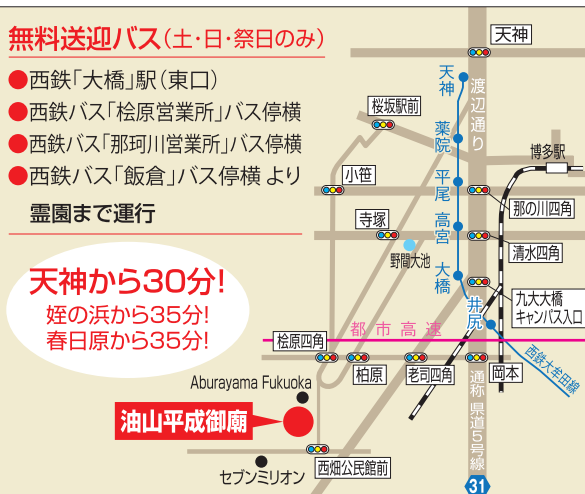 無料送迎バス(土・日・祭日のみ)
●西鉄「大橋」駅(東口)
●西鉄バス「桧原営業所」バス停横
●西鉄バス「那珂川営業所」バス停横
●西鉄バス「飯倉」バス停横 より
霊園まで運行
天神から30分!
姪の浜から35分!
春日原から35分!
天神
天神
渡辺通り
桜坂駅前
薬院
博多駅
平尾
小笹
那の川四角
寺塚
高宮
清水四角
野間大池
大橋
九大大橋
キャンパス入口
井尻
都市高速
桧原四角
西鉄大牟田線
柏原
老司四角
岡本
通称 県道5号線
Aburayama Fukuoka
油山平成御廟
西畑公民館前
セブンミリオン
31